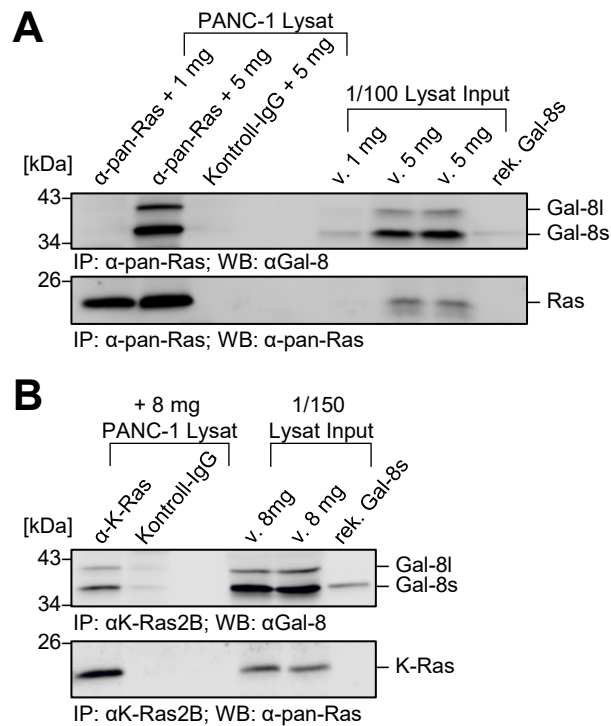 A
PANC-1 Lysat
α-pan-Ras + 1 mg
α-pan-Ras + 5 mg
Kontroll-IgG + 5 mg
1/100 Lysat Input
v. 1 mg
v. 5 mg
v. 5 mg
rek. Gal-8s
[kDa]
43
34
Gal-8l
Gal-8s
IP: α-pan-Ras; WB: αGal-8
26
Ras
IP: α-pan-Ras; WB: α-pan-Ras
B
+ 8 mg
PANC-1 Lysat
1/150
Lysat Input
α-K-Ras
Kontroll-IgG
v. 8mg
v. 8 mg
rek. Gal-8s
[kDa]
43
34
Gal-8l
Gal-8s
IP: αK-Ras2B; WB: αGal-8
26
K-Ras
IP: αK-Ras2B; WB: α-pan-Ras